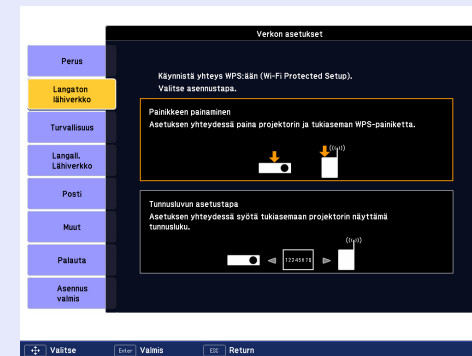 Verkon asetukset
Perus
Langaton
lähiverkko
Turvallisuus
Langall.
Lähiverkko
Posti
Muut
Palauta
Asennus
valmis
Käynnistä yhteys WPS:ään (Wi-Fi Protected Setup).
Valitse asennustapa.
Painikkeen painaminen
Asetuksen yhteydessä paina projektorin ja tukiaseman WPS-painiketta.
Tunnusluvun asetustapa
Asetuksen yhteydessä syötä tukiasemaan projektorin näyttämä
tunnusluku.
12345678
Valitse Enter Valmis ESC Return